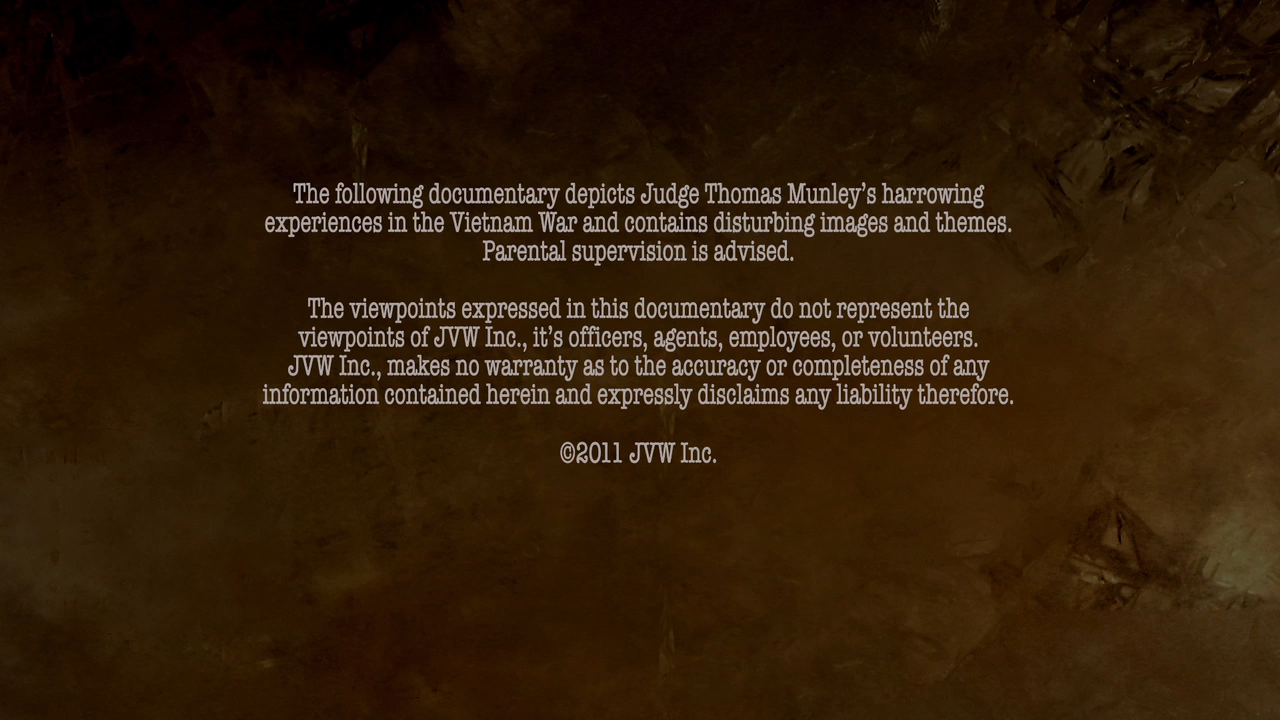 The following documentary depicts Judge Thomas Munley’s harrowing
experiences in the Vietnam War and contains disturbing images and themes.
Parental supervision is advised.
The viewpoints expressed in this documentary do not represent the
viewpoints of JVW Inc., it’s officers, agents, employees, or volunteers.
JVW Inc., makes no warranty as to the accuracy or completeness of any
information contained herein and expressly disclaims any liability therefore.
©2011 JVW Inc.